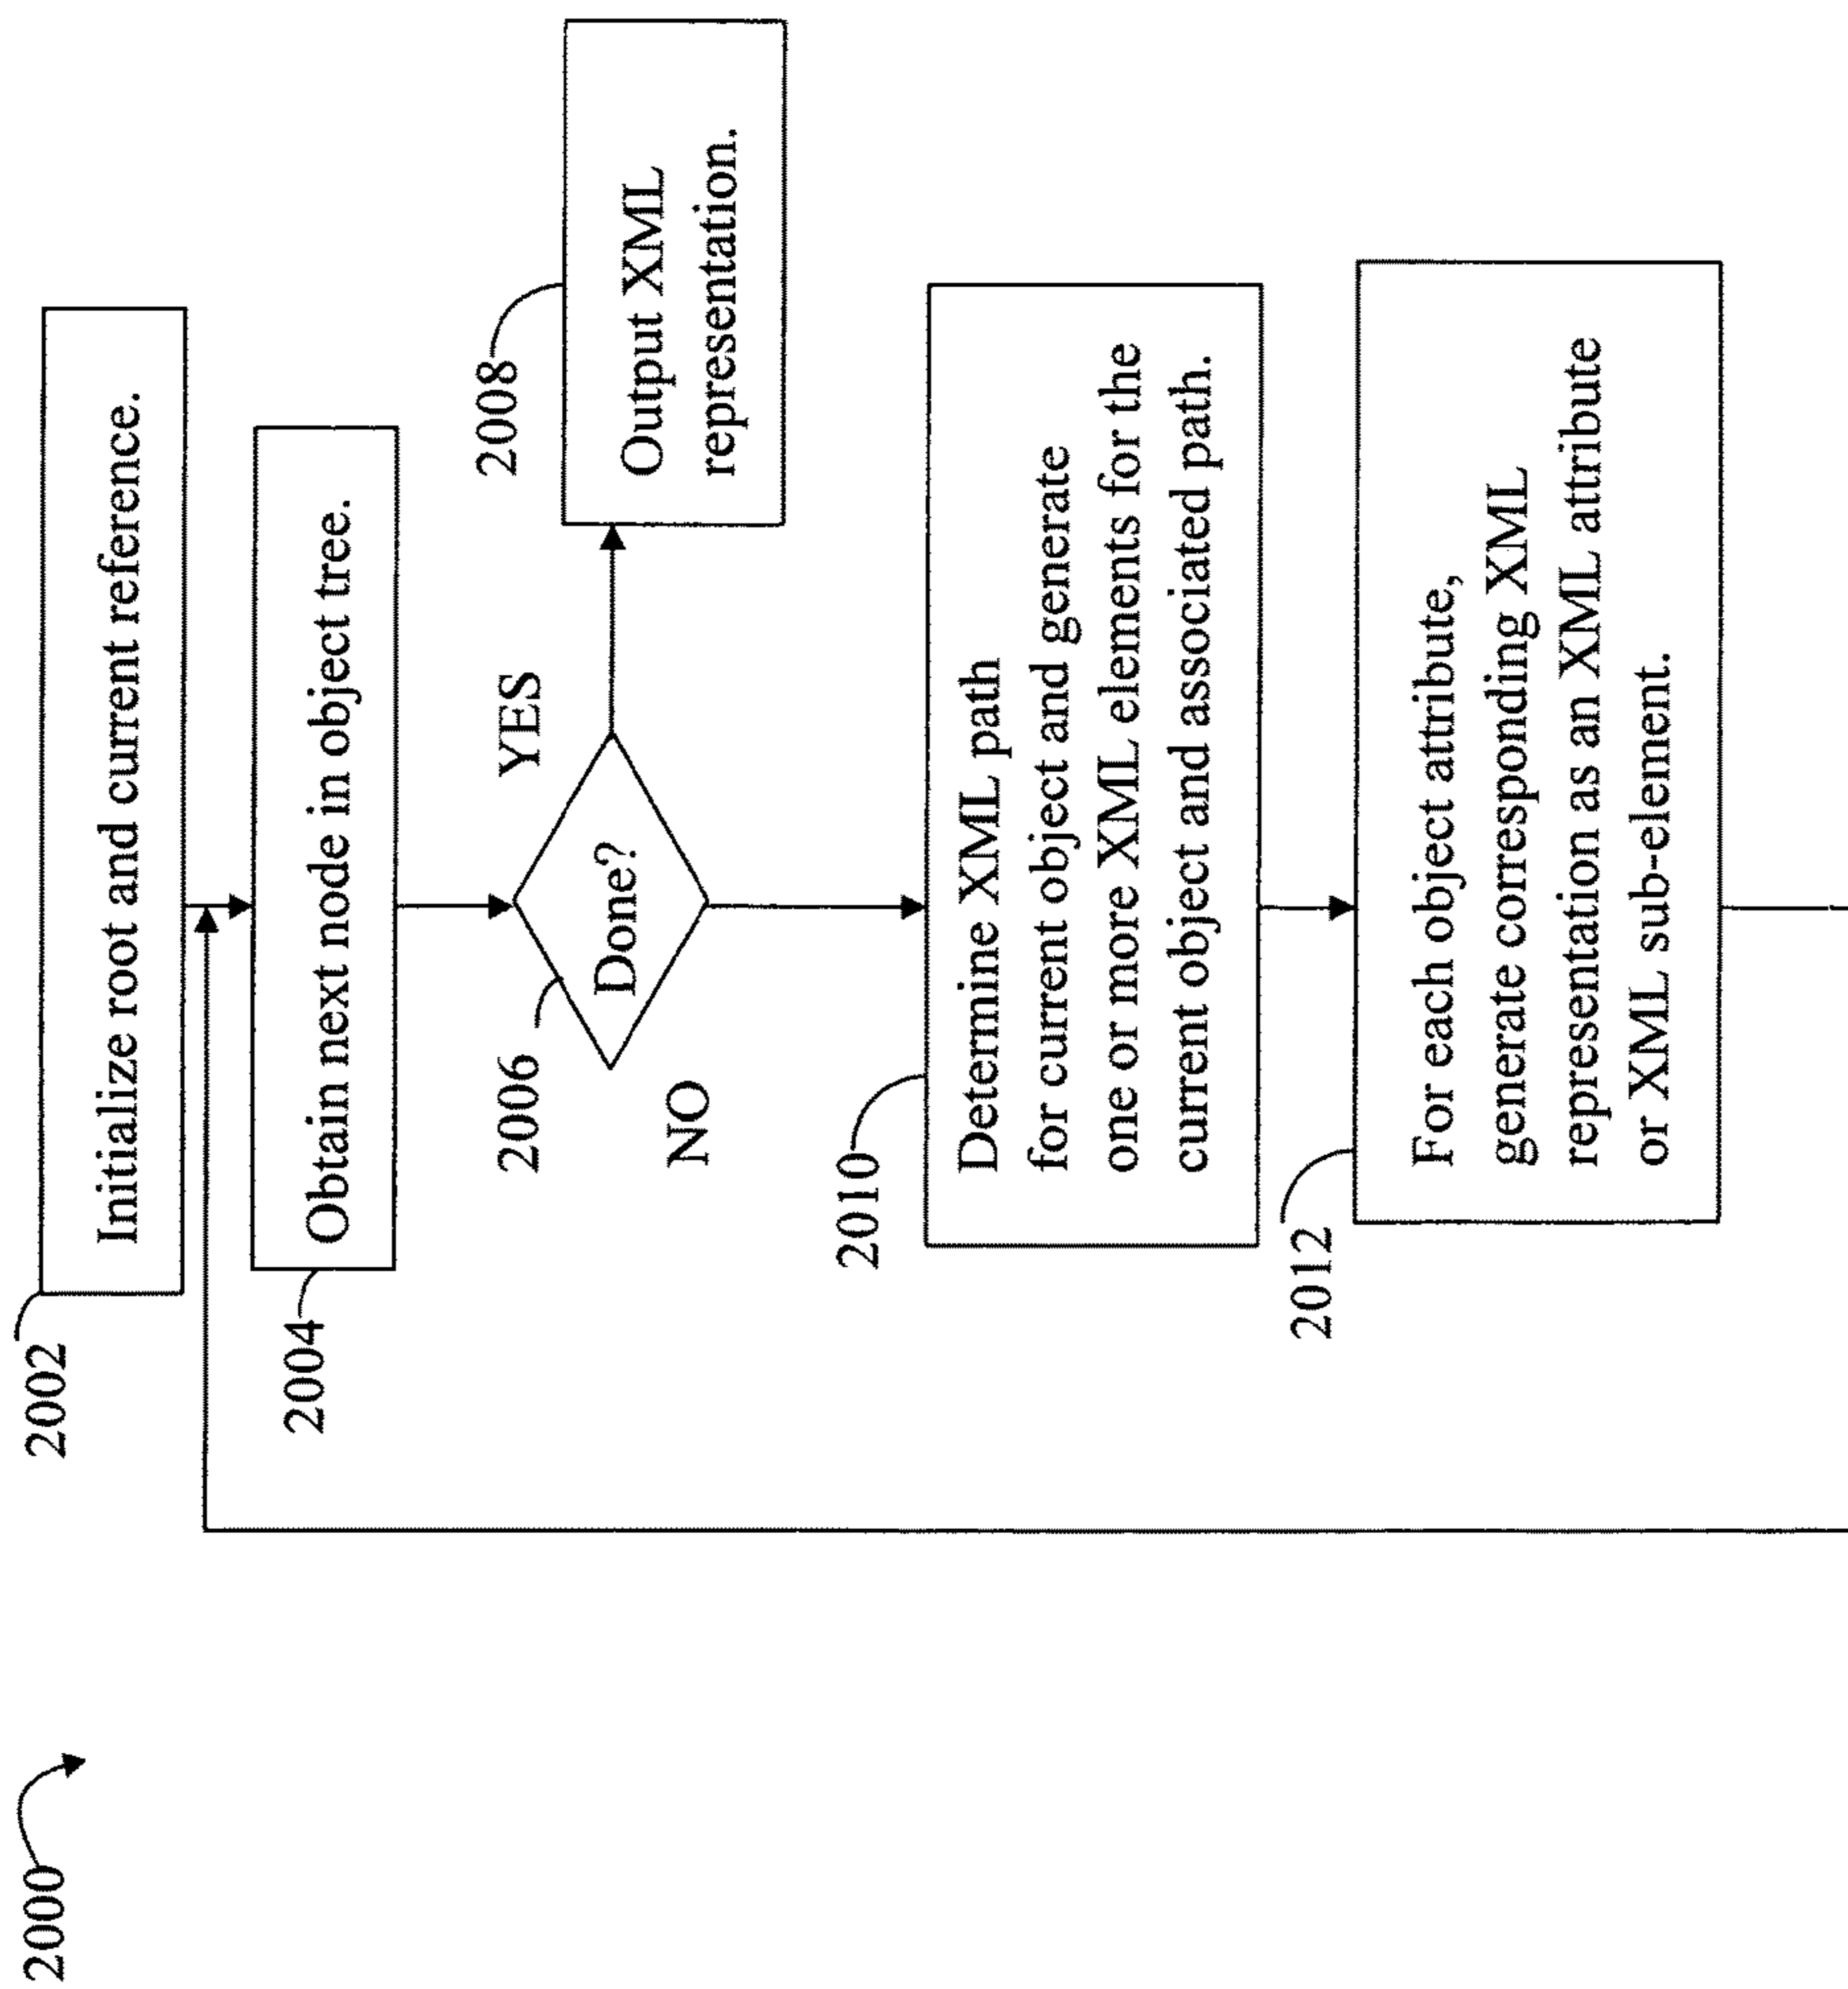 2000
2002
Initialize root and current reference.
2004
Obtain next node in object tree.
2006
Done?
YES
NO
2008
Output XML
representation.
2010
Determine XML path
for current object and generate
one or more XML elements for the
current object and associated path.
2012
For each object attribute,
generate corresponding XML
representation as an XML attribute
or XML sub-element.